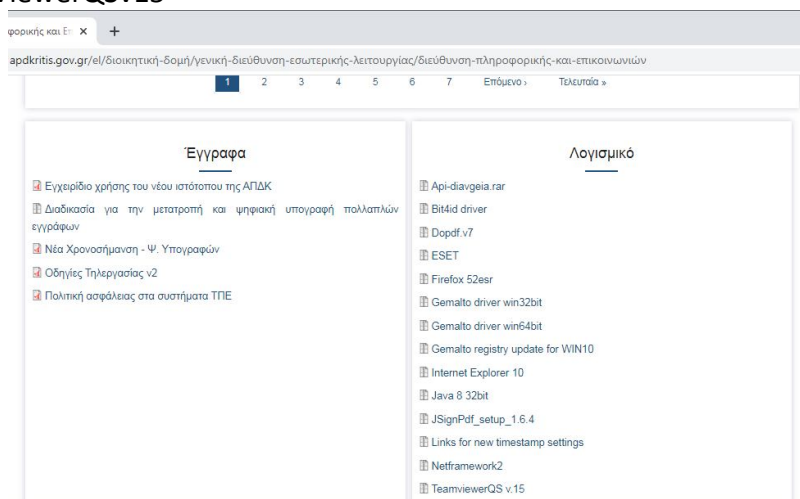 φορικής και Επ × +
apdkritis.gov.gr/el/διοικητική-δομή/γενική-διεύθυνση-εσωτερικής-λειτουργίας/διεύθυνση-πληροφορικής-και-επικοινωνιών
1 2 3 4 5 6 7 Επόμενο › Τελευταία »
Έγγραφα
Εγχειρίδιο χρήσης του νέου ιστότοπου της ΑΠΔΚ
Διαδικασία για την μετατροπή και ψηφιακή υπογραφή πολλαπλών
εγγράφων
Νέα Χρονοσήμανση - Ψ. Υπογραφών
Οδηγίες Τηλεργασίας v2
Πολιτική ασφάλειας στα συστήματα ΤΠΕ
Λογισμικό
Api-diavgeia.rar
Bit4id driver
Dopdf.v7
ESET
Firefox 52esr
Gemalto driver win32bit
Gemalto driver win64bit
Gemalto registry update for WIN10
Internet Explorer 10
Java 8 32bit
JSignPdf_setup_1.6.4
Links for new timestamp settings
Netframework2
TeamviewerQS v.15